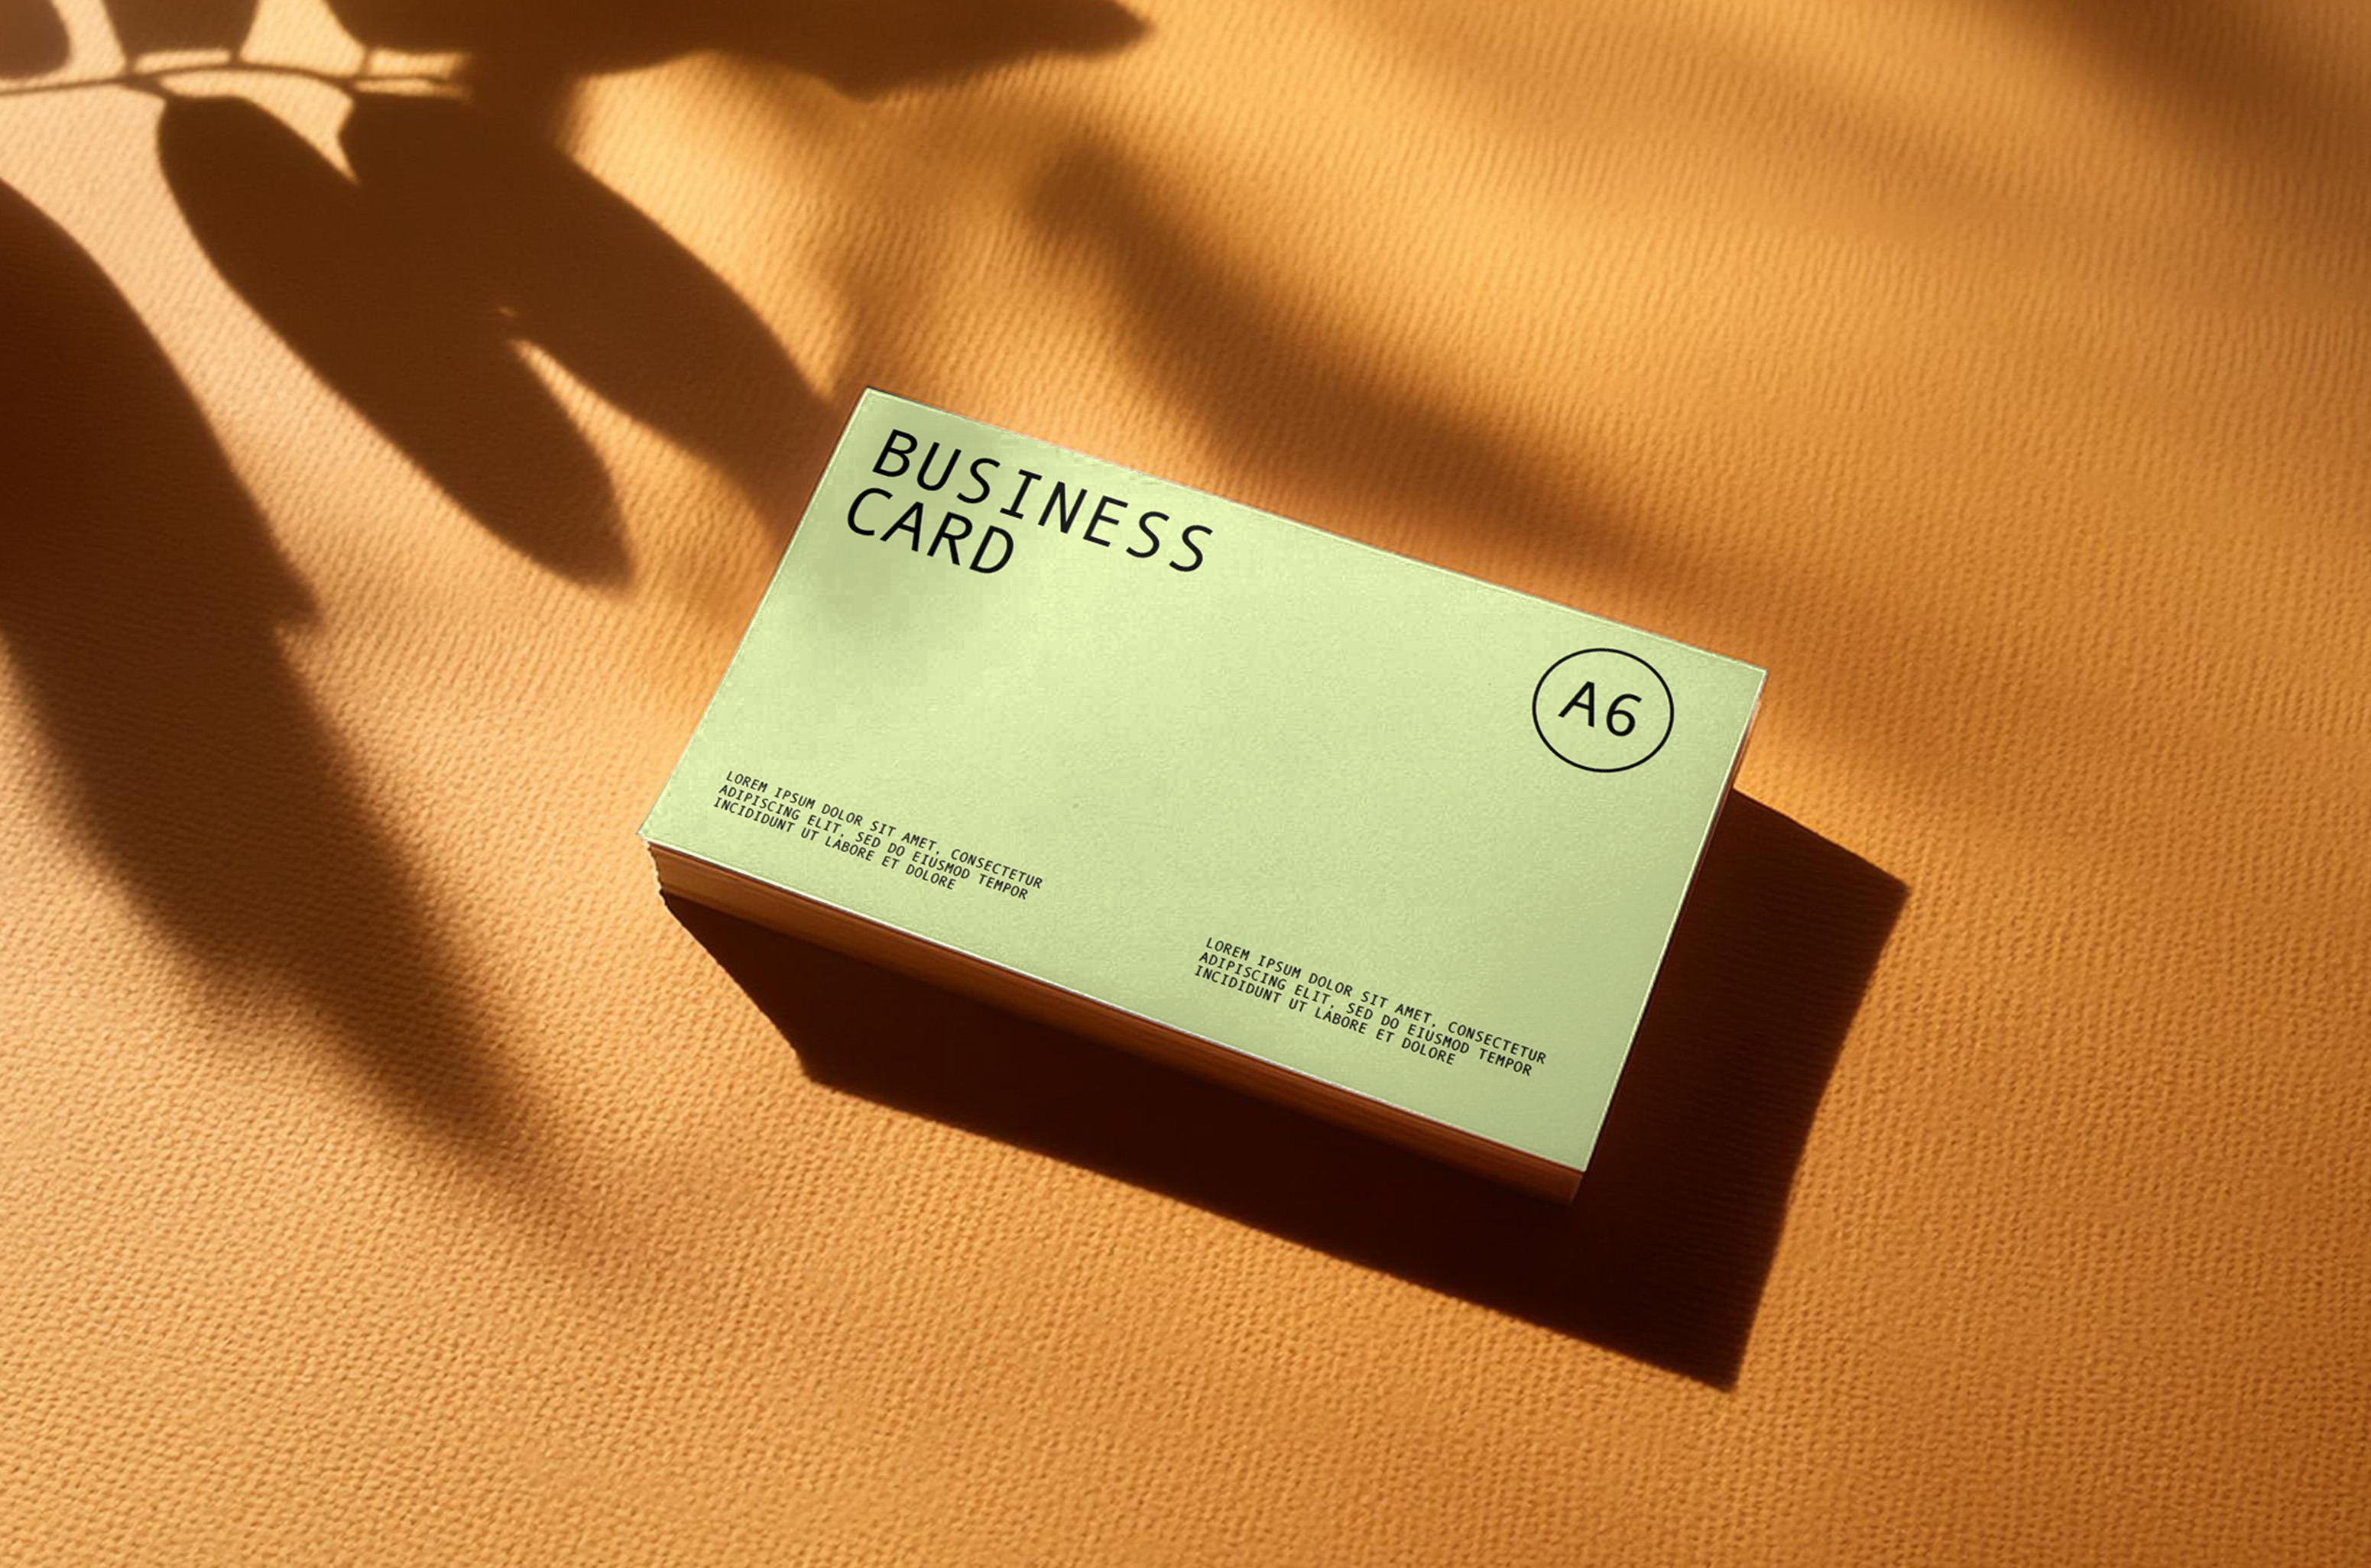 BUSINESS
CARD
A6
LOREM IPSUM DOLOR SIT AMET, CONSECTETUR
ADIPISCING ELIT, SED DO EIUSMOD TEMPOR
INCIDIDUNT UT LABORE ET DOLORE
LOREM IPSUM DOLOR SIT AMET, CONSECTETUR
ADIPISCING ELIT, SED DO EIUSMOD TEMPOR
INCIDIDUNT UT LABORE ET DOLORE